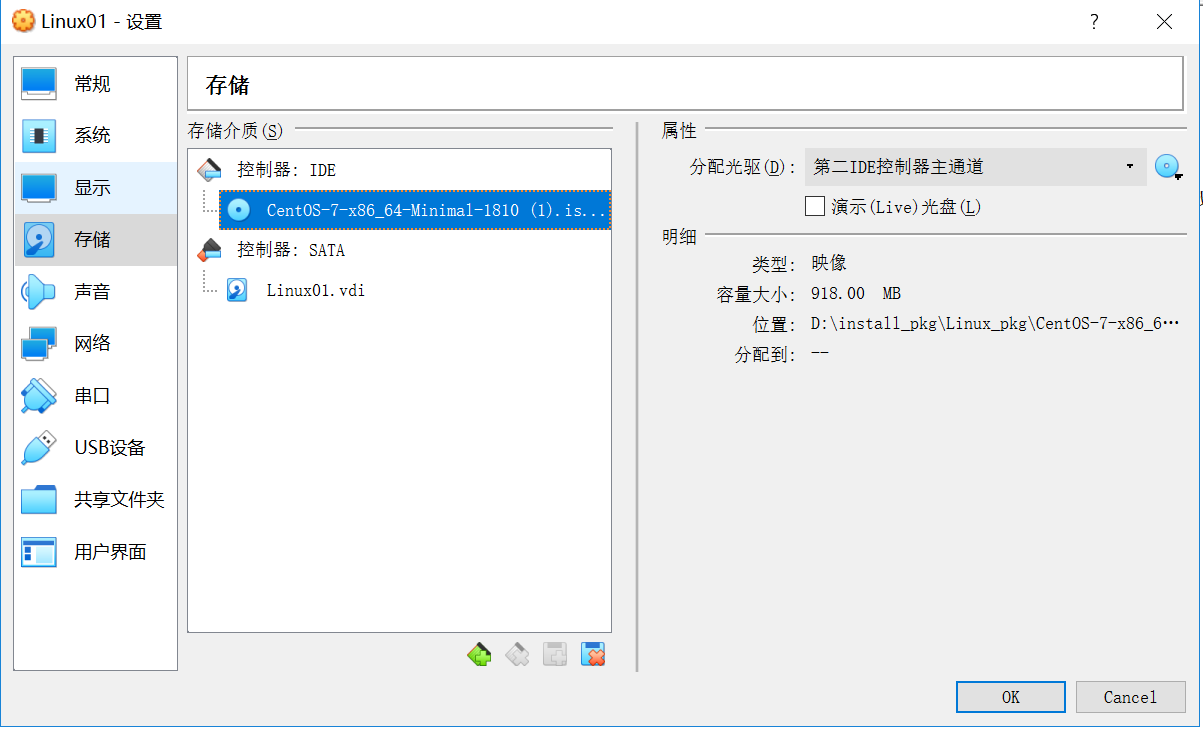 Linux01 - 设置
?
常规
系统
显示
存储
声音
网络
串口
USB设备
共享文件夹
用户界面
存储
存储介质(S)
控制器: IDE
CentOS-7-x86_64-Minimal-1810 (1).is...
控制器: SATA
Linux01.vdi
属性
分配光驱(D): 第二IDE控制器主通道
演示(Live)光盘(L)
明细
类型: 映像
容量大小: 918.00 MB
位置: D:\install_pkg\Linux_pkg\CentOS-7-x86_6…
分配到: --
OK
Cancel